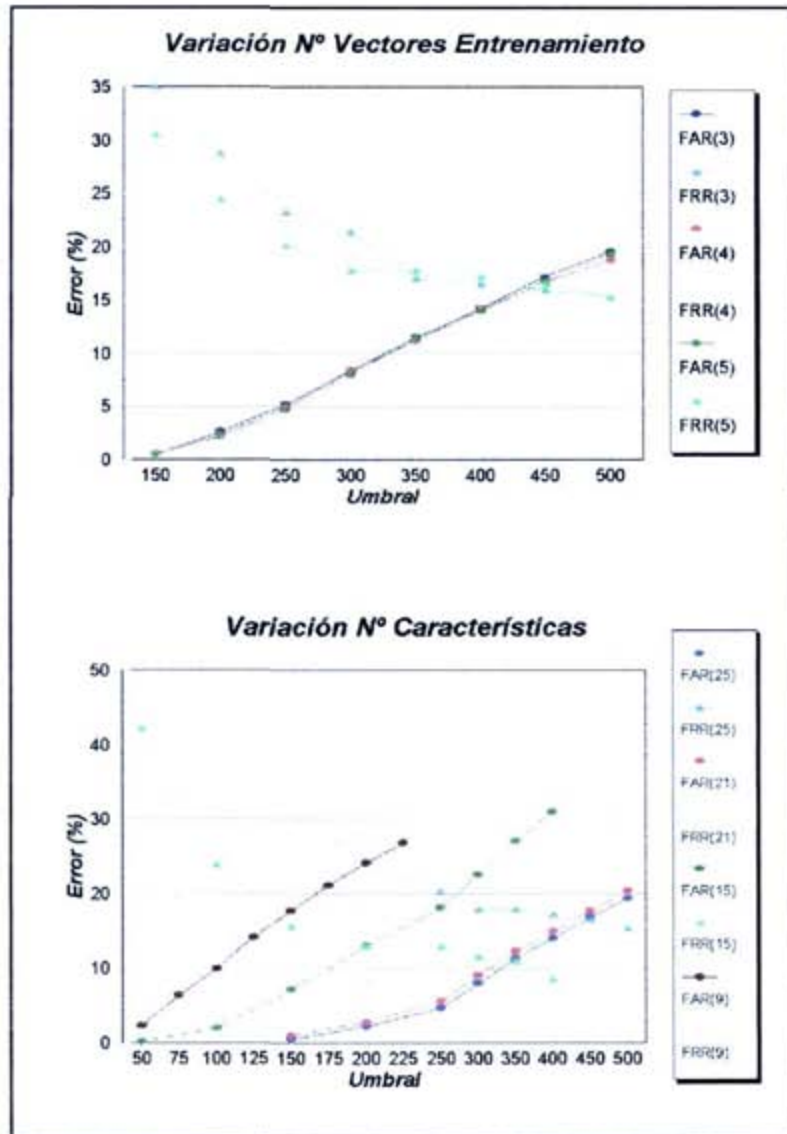 Variación Nº Vectores Entrenamiento
35
30
25
20
15
10
5
0
Error (%)
150 200 250 300 350 400 450 500
Umbral
FAR(3)
FRR(3)
FAR(4)
FRR(4)
FAR(5)
FRR(5)
Variación Nº Características
50
40
30
20
10
0
Error (%)
50 75 100 125 150 175 200 225 250 300 350 400 450 500
Umbral
FAR(25)
FRR(25)
FAR(21)
FRR(21)
FAR(15)
FRR(15)
FAR(9)
FRR(9)